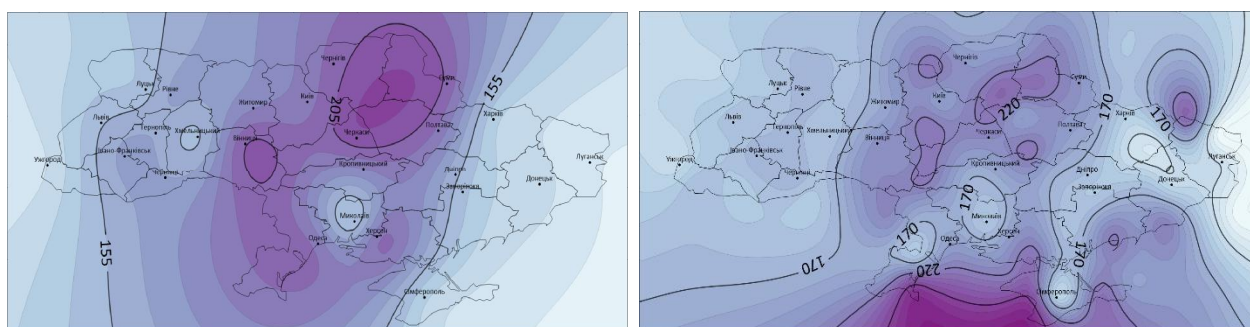 Чернігів
Луцьк
Рівне
Суми
155
Житомир
Київ
205
Львів
Харків
Тернопіль
Хмельницький
Черкаси
Полтава
Вінниця
Івано-Франківськ
Ужгород
Чернівці
Кропивницький
Дніпро
Луганськ
Запоріжжя
Донецьк
Миколаїв
Одеса
Херсон
155
Сімферополь
Чернігів
Луцьк
Рівне
Суми
Житомир
Київ
220
170
Львів
Харків
170
Тернопіль
Хмельницький
Черкаси
Полтава
Вінниця
Івано-Франківськ
Ужгород
Чернівці
Кропивницький
Луганськ
Дніпро
Донецьк
170
Запоріжжя
Миколаїв
170
Одеса
Херсон
170
170
220
Сімферополь